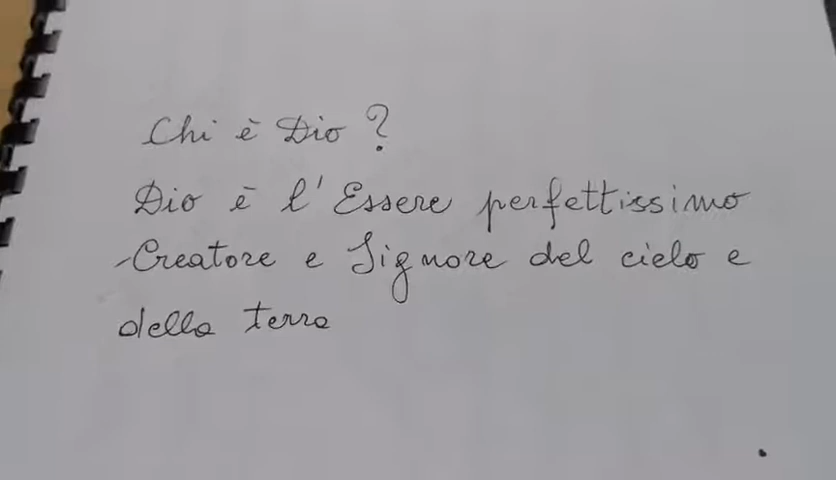 Chi è Dio ?
Dio è l'Essere perfettissimo
Creatore e Signore del cielo e
della terra